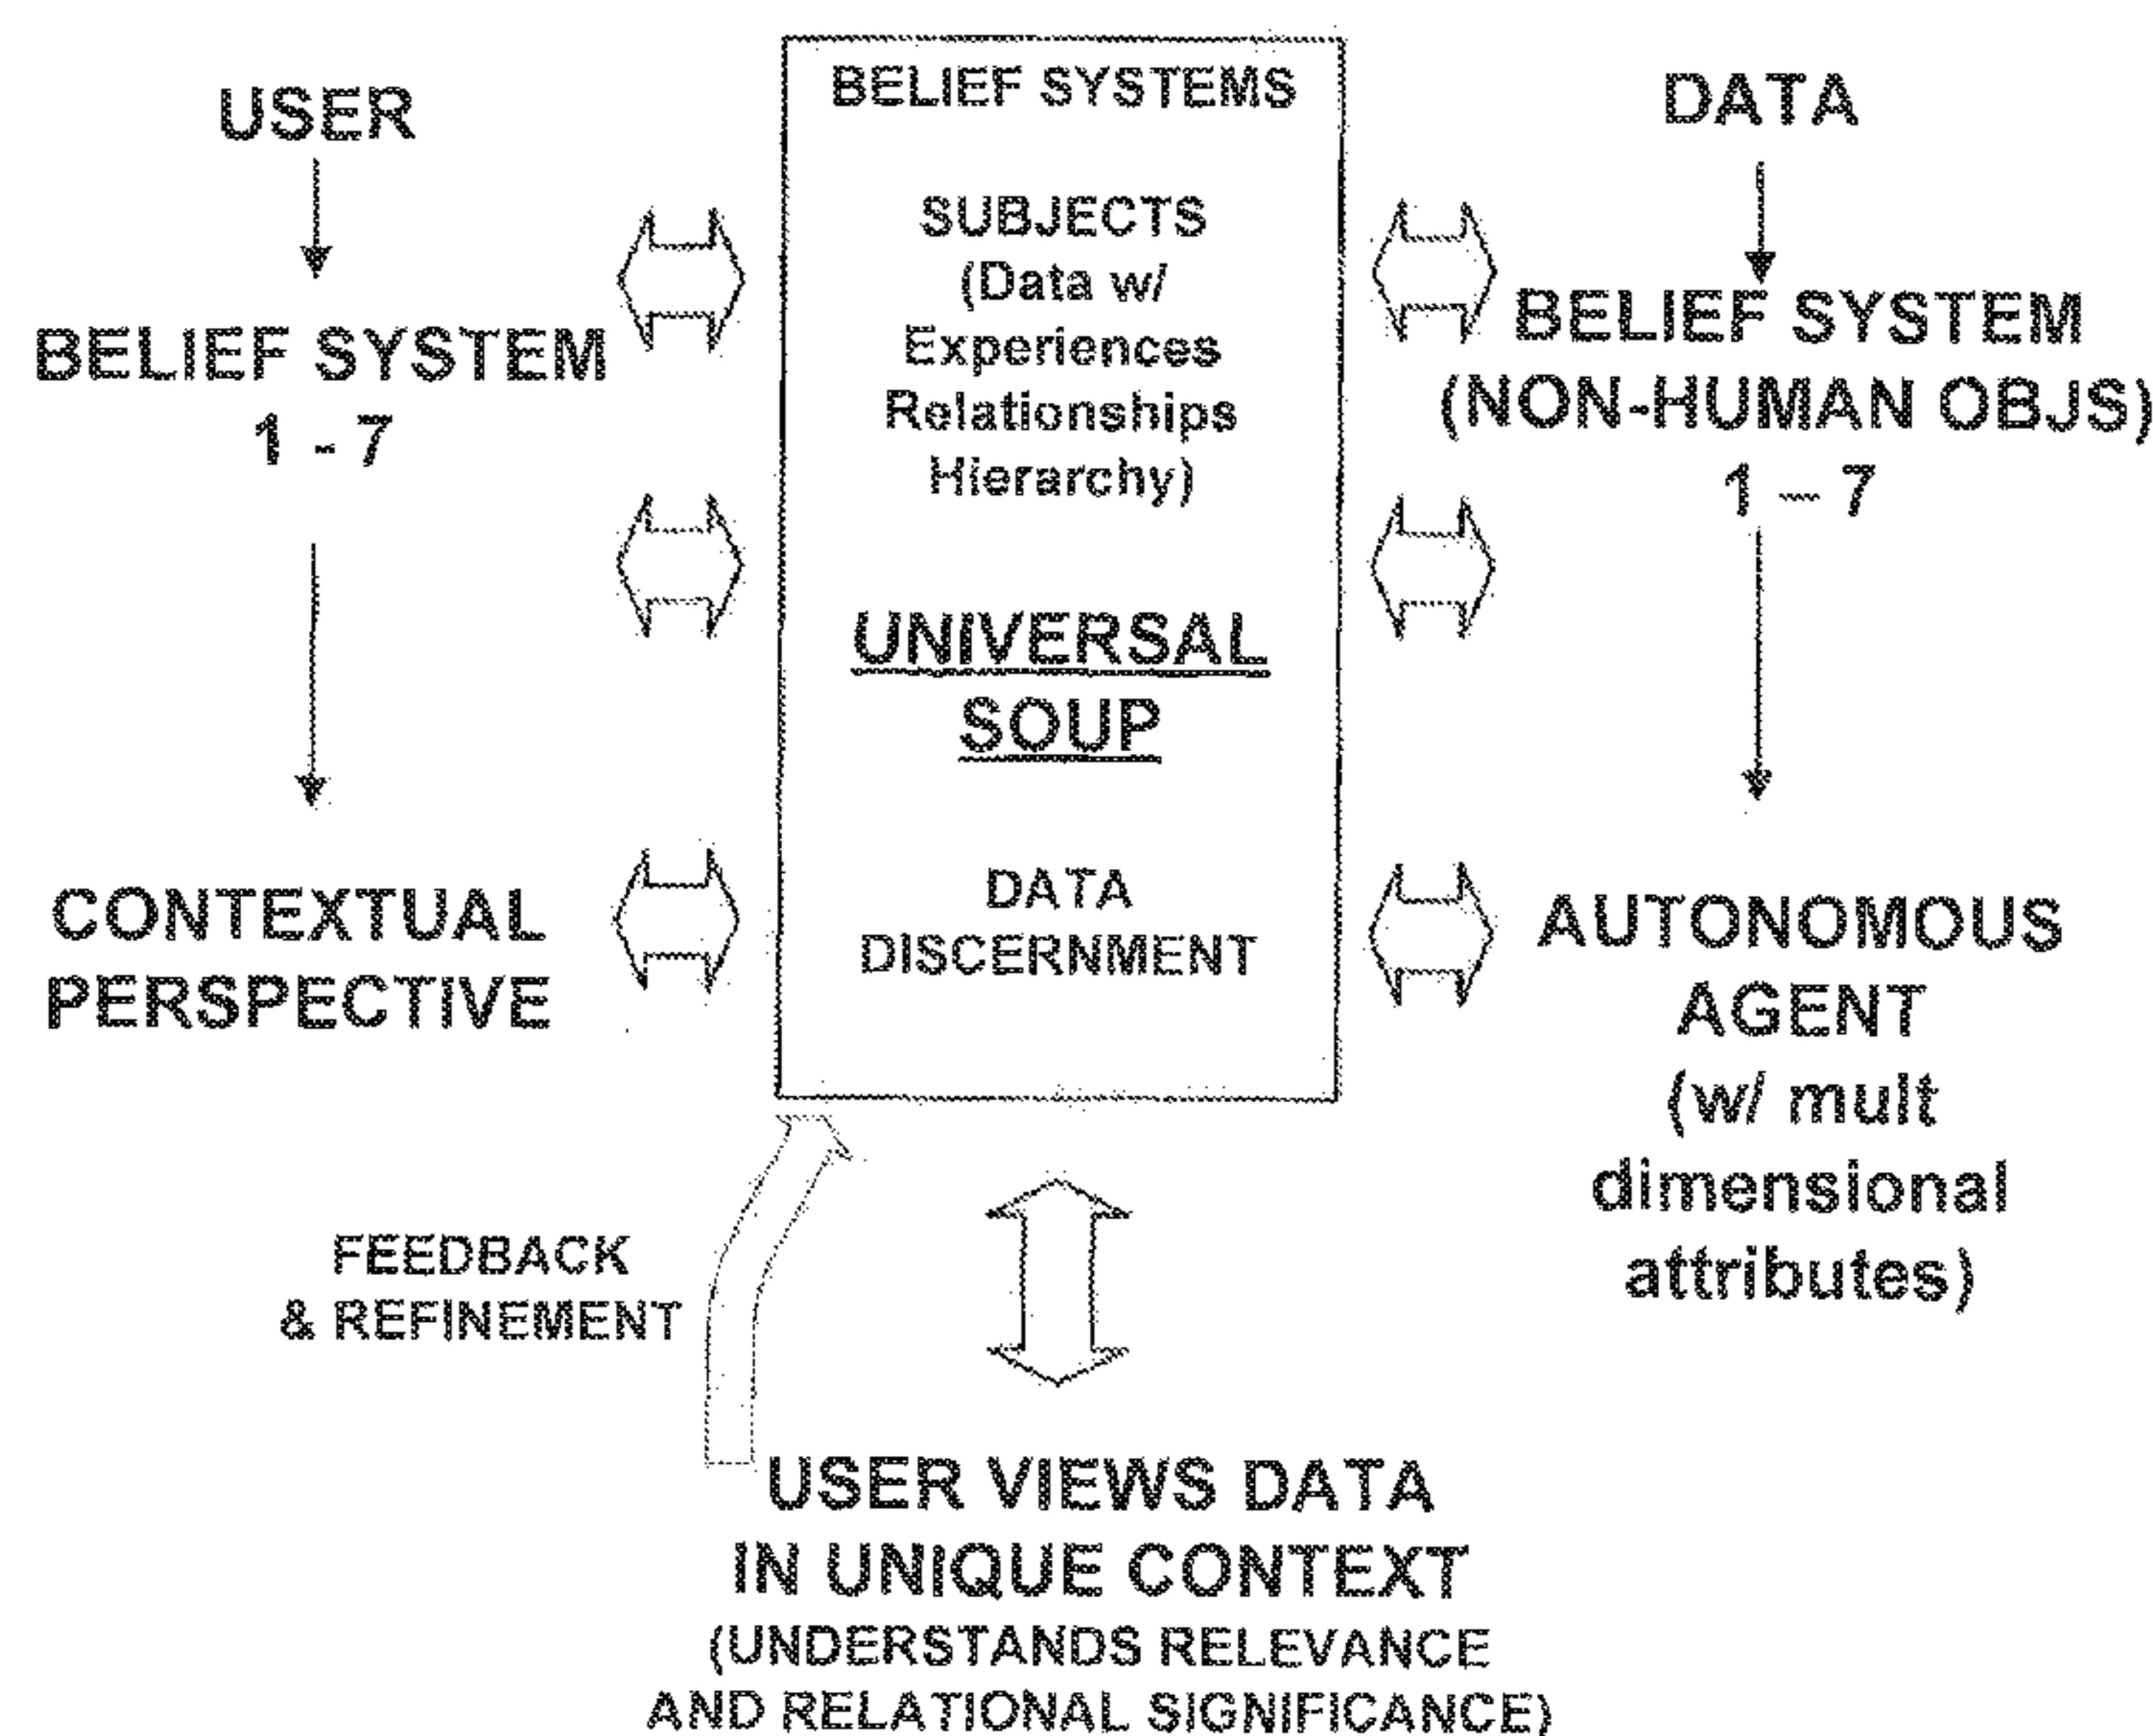 USER
BELIEF SYSTEM
1 - 7
CONTEXTUAL
PERSPECTIVE
BELIEF SYSTEMS
SUBJECTS
(Data w/
Experiences
Relationships
Hierarchy)
UNIVERSAL
SOUP
DATA
DISCERNMENT
DATA
BELIEF SYSTEM
(NON-HUMAN OBJS)
1 – 7
AUTONOMOUS
AGENT
(w/ mult
dimensional
attributes)
FEEDBACK
& REFINEMENT
USER VIEWS DATA
IN UNIQUE CONTEXT
(UNDERSTANDS RELEVANCE
AND RELATIONAL SIGNIFICANCE)